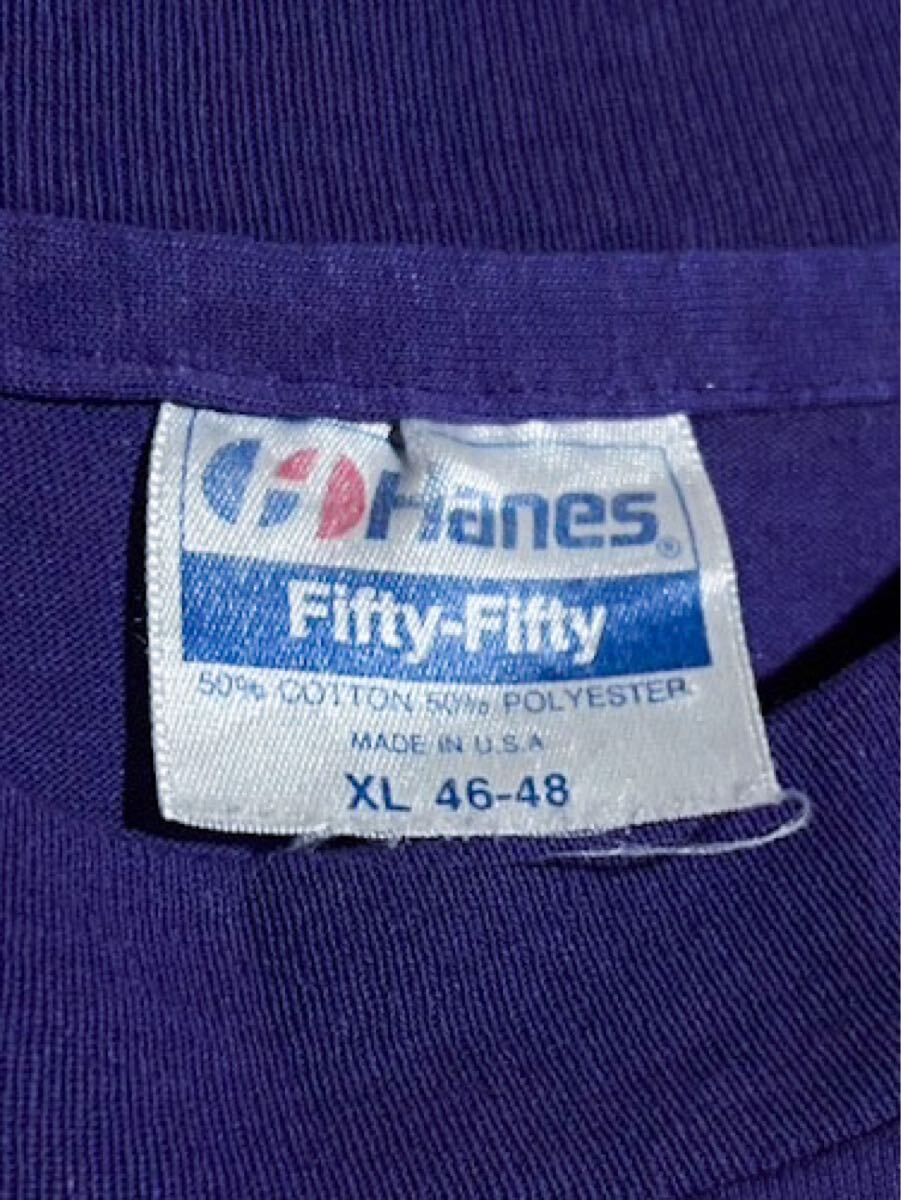 Hanes®
Fifty-Fifty
50% COTTON 50% POLYESTER
MADE IN U.S.A
XL 46-48